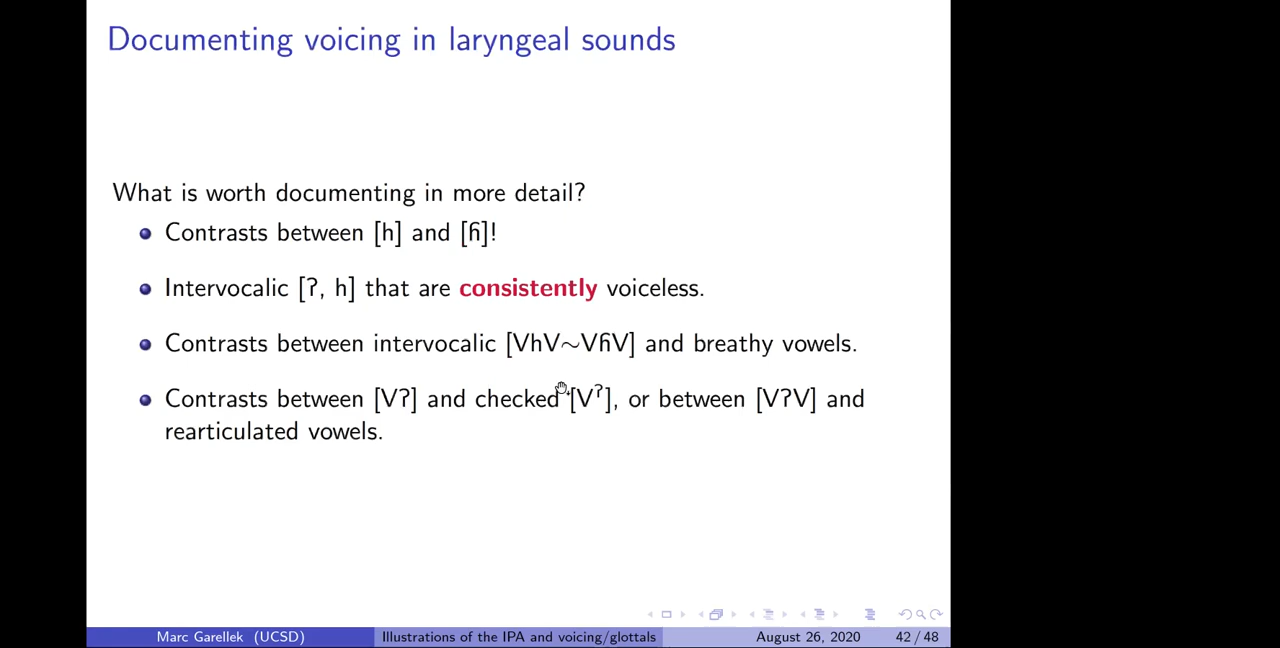 Documenting voicing in laryngeal sounds
What is worth documenting in more detail?
Contrasts between [h] and [ɦ]!
Intervocalic [ʔ, h] that are consistently voiceless.
Contrasts between intervocalic [VhV∼VɦV] and breathy vowels.
Contrasts between [Vʔ] and checked [Vˀ], or between [VʔV] and
rearticulated vowels.
Marc Garellek (UCSD) Illustrations of the IPA and voicing/glottals August 26, 2020 42 / 48